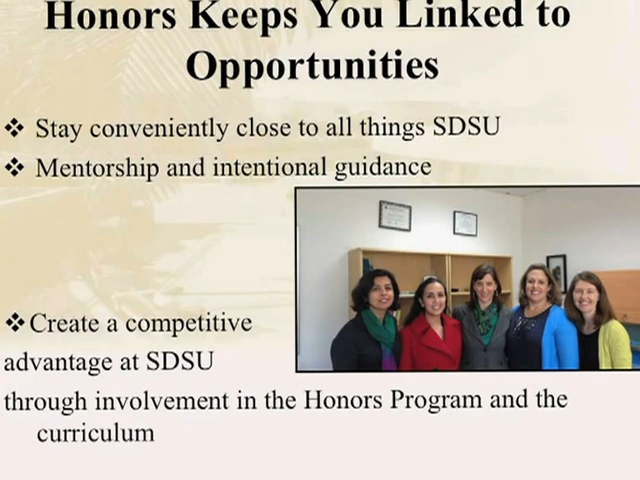 Honors Keeps You Linked to
Opportunities
❖ Stay conveniently close to all things SDSU
❖ Mentorship and intentional guidance
❖ Create a competitive
advantage at SDSU
through involvement in the Honors Program and the
curriculum